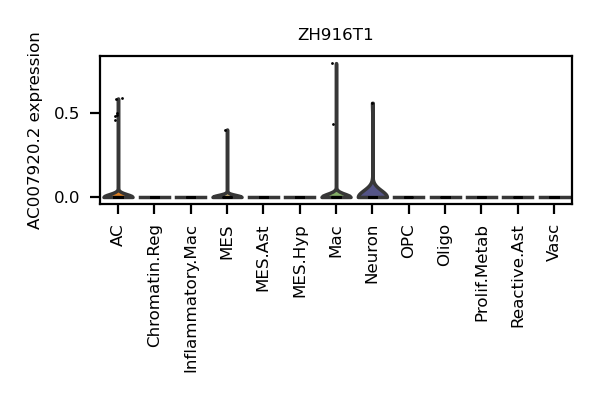 ZH916T1
AC007920.2 expression
0.5
0.0
AC
Chromatin.Reg
Inflammatory.Mac
MES
MES.Ast
MES.Hyp
Mac
Neuron
OPC
Oligo
Prolif.Metab
Reactive.Ast
Vasc